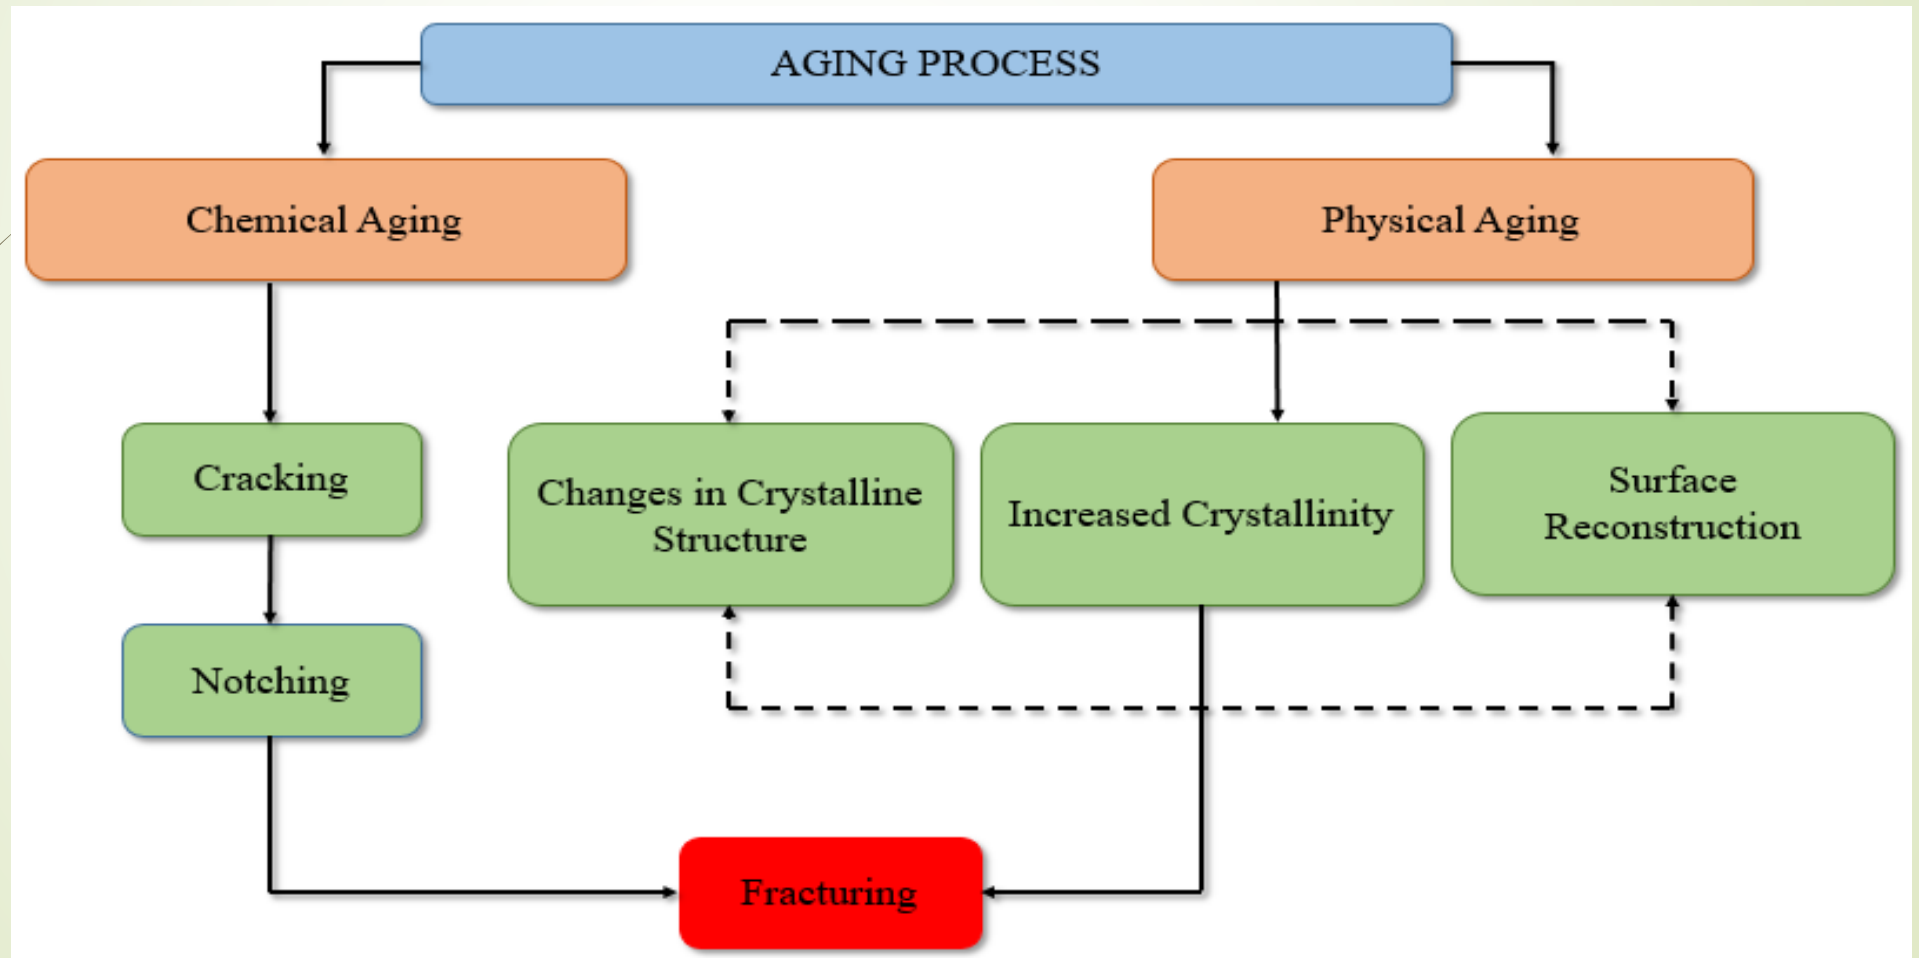 AGING PROCESS
Chemical Aging
Physical Aging
Cracking
Changes in Crystalline
Structure
Increased Crystallinity
Surface
Reconstruction
Notching
Fracturing